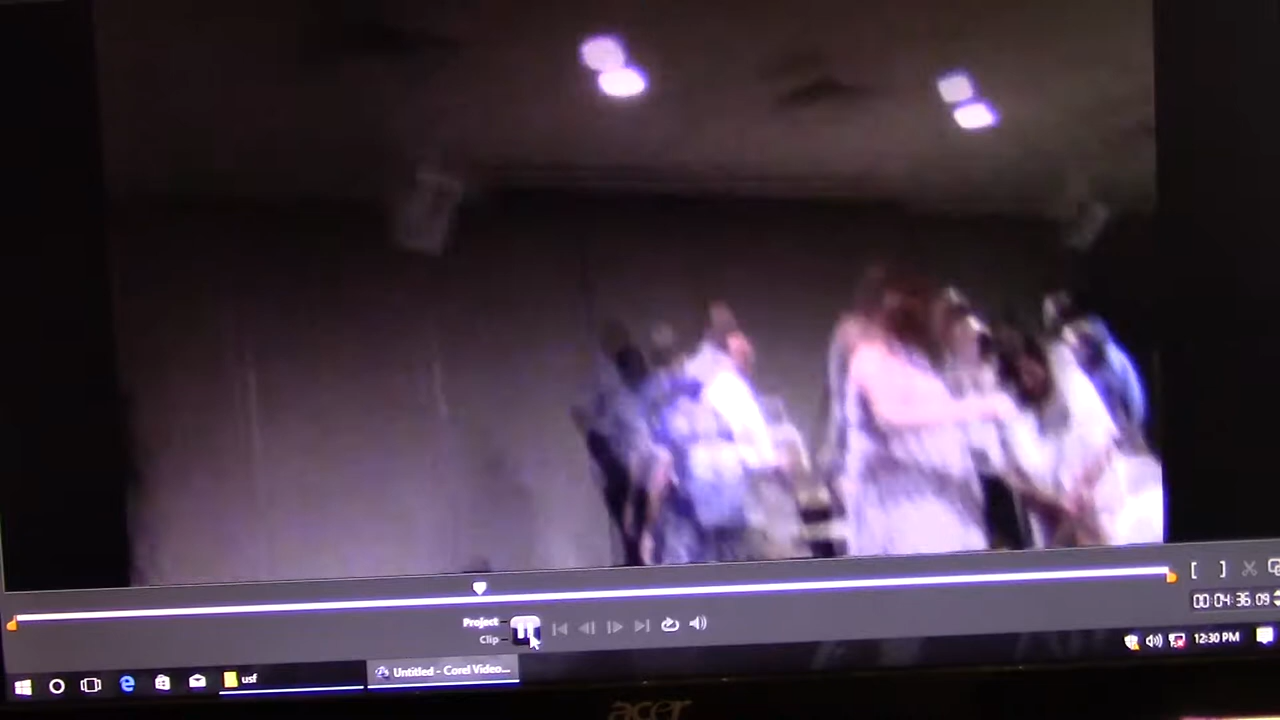 [ ]
00:04:36.09
Project
Clip
12:30 PM
usf
Untitled - Corel Video...
acer